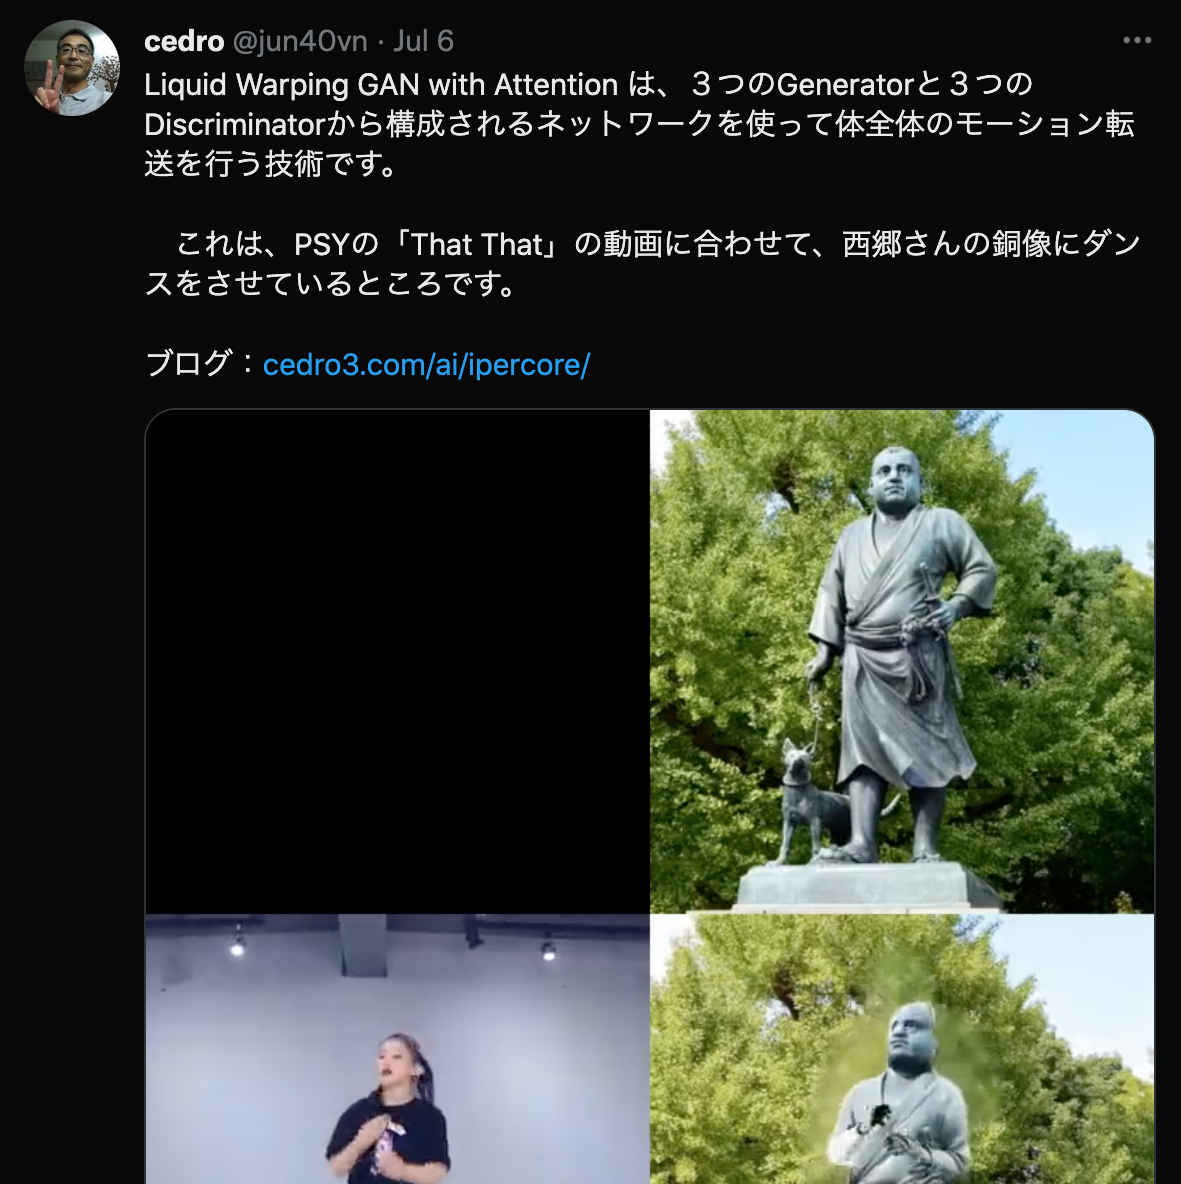 cedro @jun40vn · Jul 6
Liquid Warping GAN with Attention は、３つのGeneratorと３つの
Discriminatorから構成されるネットワークを使って体全体のモーション転
送を行う技術です。
　これは、PSYの「That That」の動画に合わせて、西郷さんの銅像にダン
スをさせているところです。
ブログ：cedro3.com/ai/ipercore/